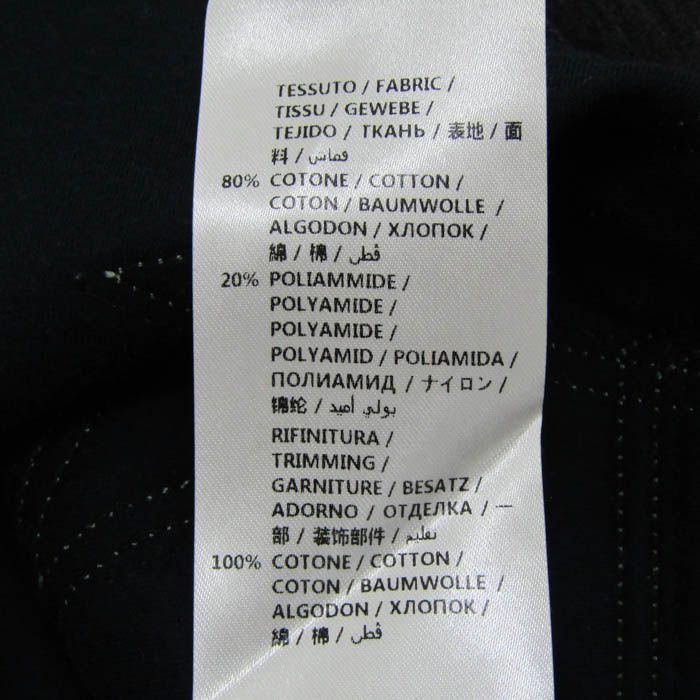 TESSUTO / FABRIC /
TISSU / GEWEBE /
TEJIDO / ТКАНЬ / 表地 / 面
料 / قماش
80% COTONE / COTTON /
COTON / BAUMWOLLE /
ALGODON / ХЛОПОК /
綿 / 棉 / قطن
20% POLIAMMIDE /
POLYAMIDE /
POLYAMIDE /
POLYAMID / POLIAMIDA /
ПОЛИАМИД / ナイロン /
锦纶 / بولي أميد
RIFINITURA /
TRIMMING /
GARNITURE / BESATZ /
ADORNO / ОТДЕЛКА / 一
部 / 装饰部件 / تقليم
100% COTONE / COTTON /
COTON / BAUMWOLLE /
ALGODON / ХЛОПОК /
綿 / 棉 / قطن